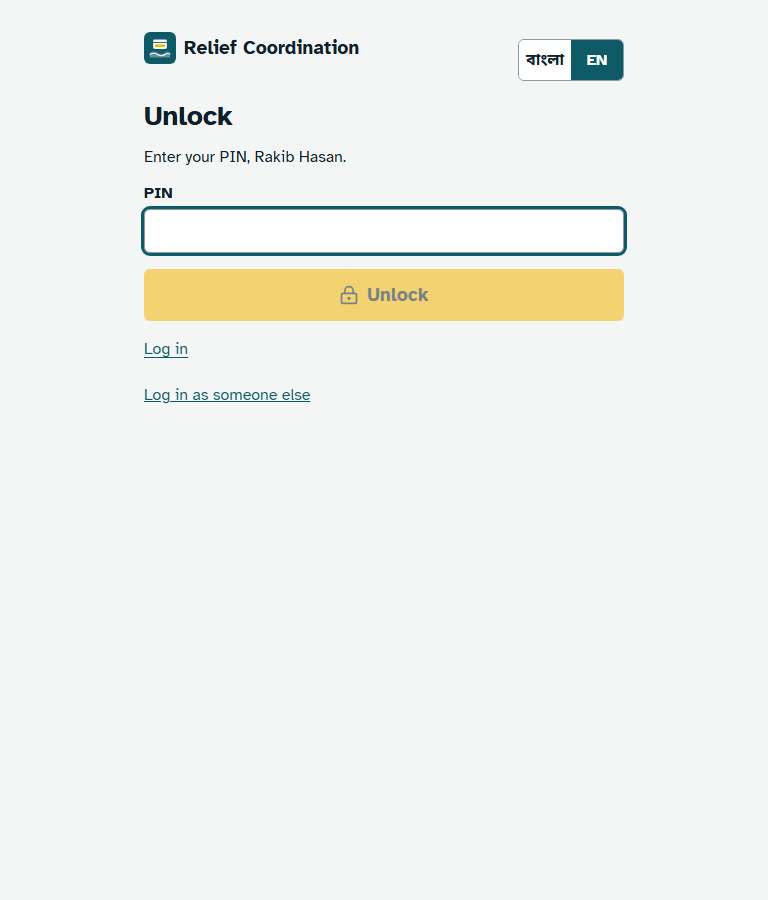 Relief Coordination
বাংলা EN
Unlock
Enter your PIN, Rakib Hasan.
PIN
Unlock
Log in
Log in as someone else